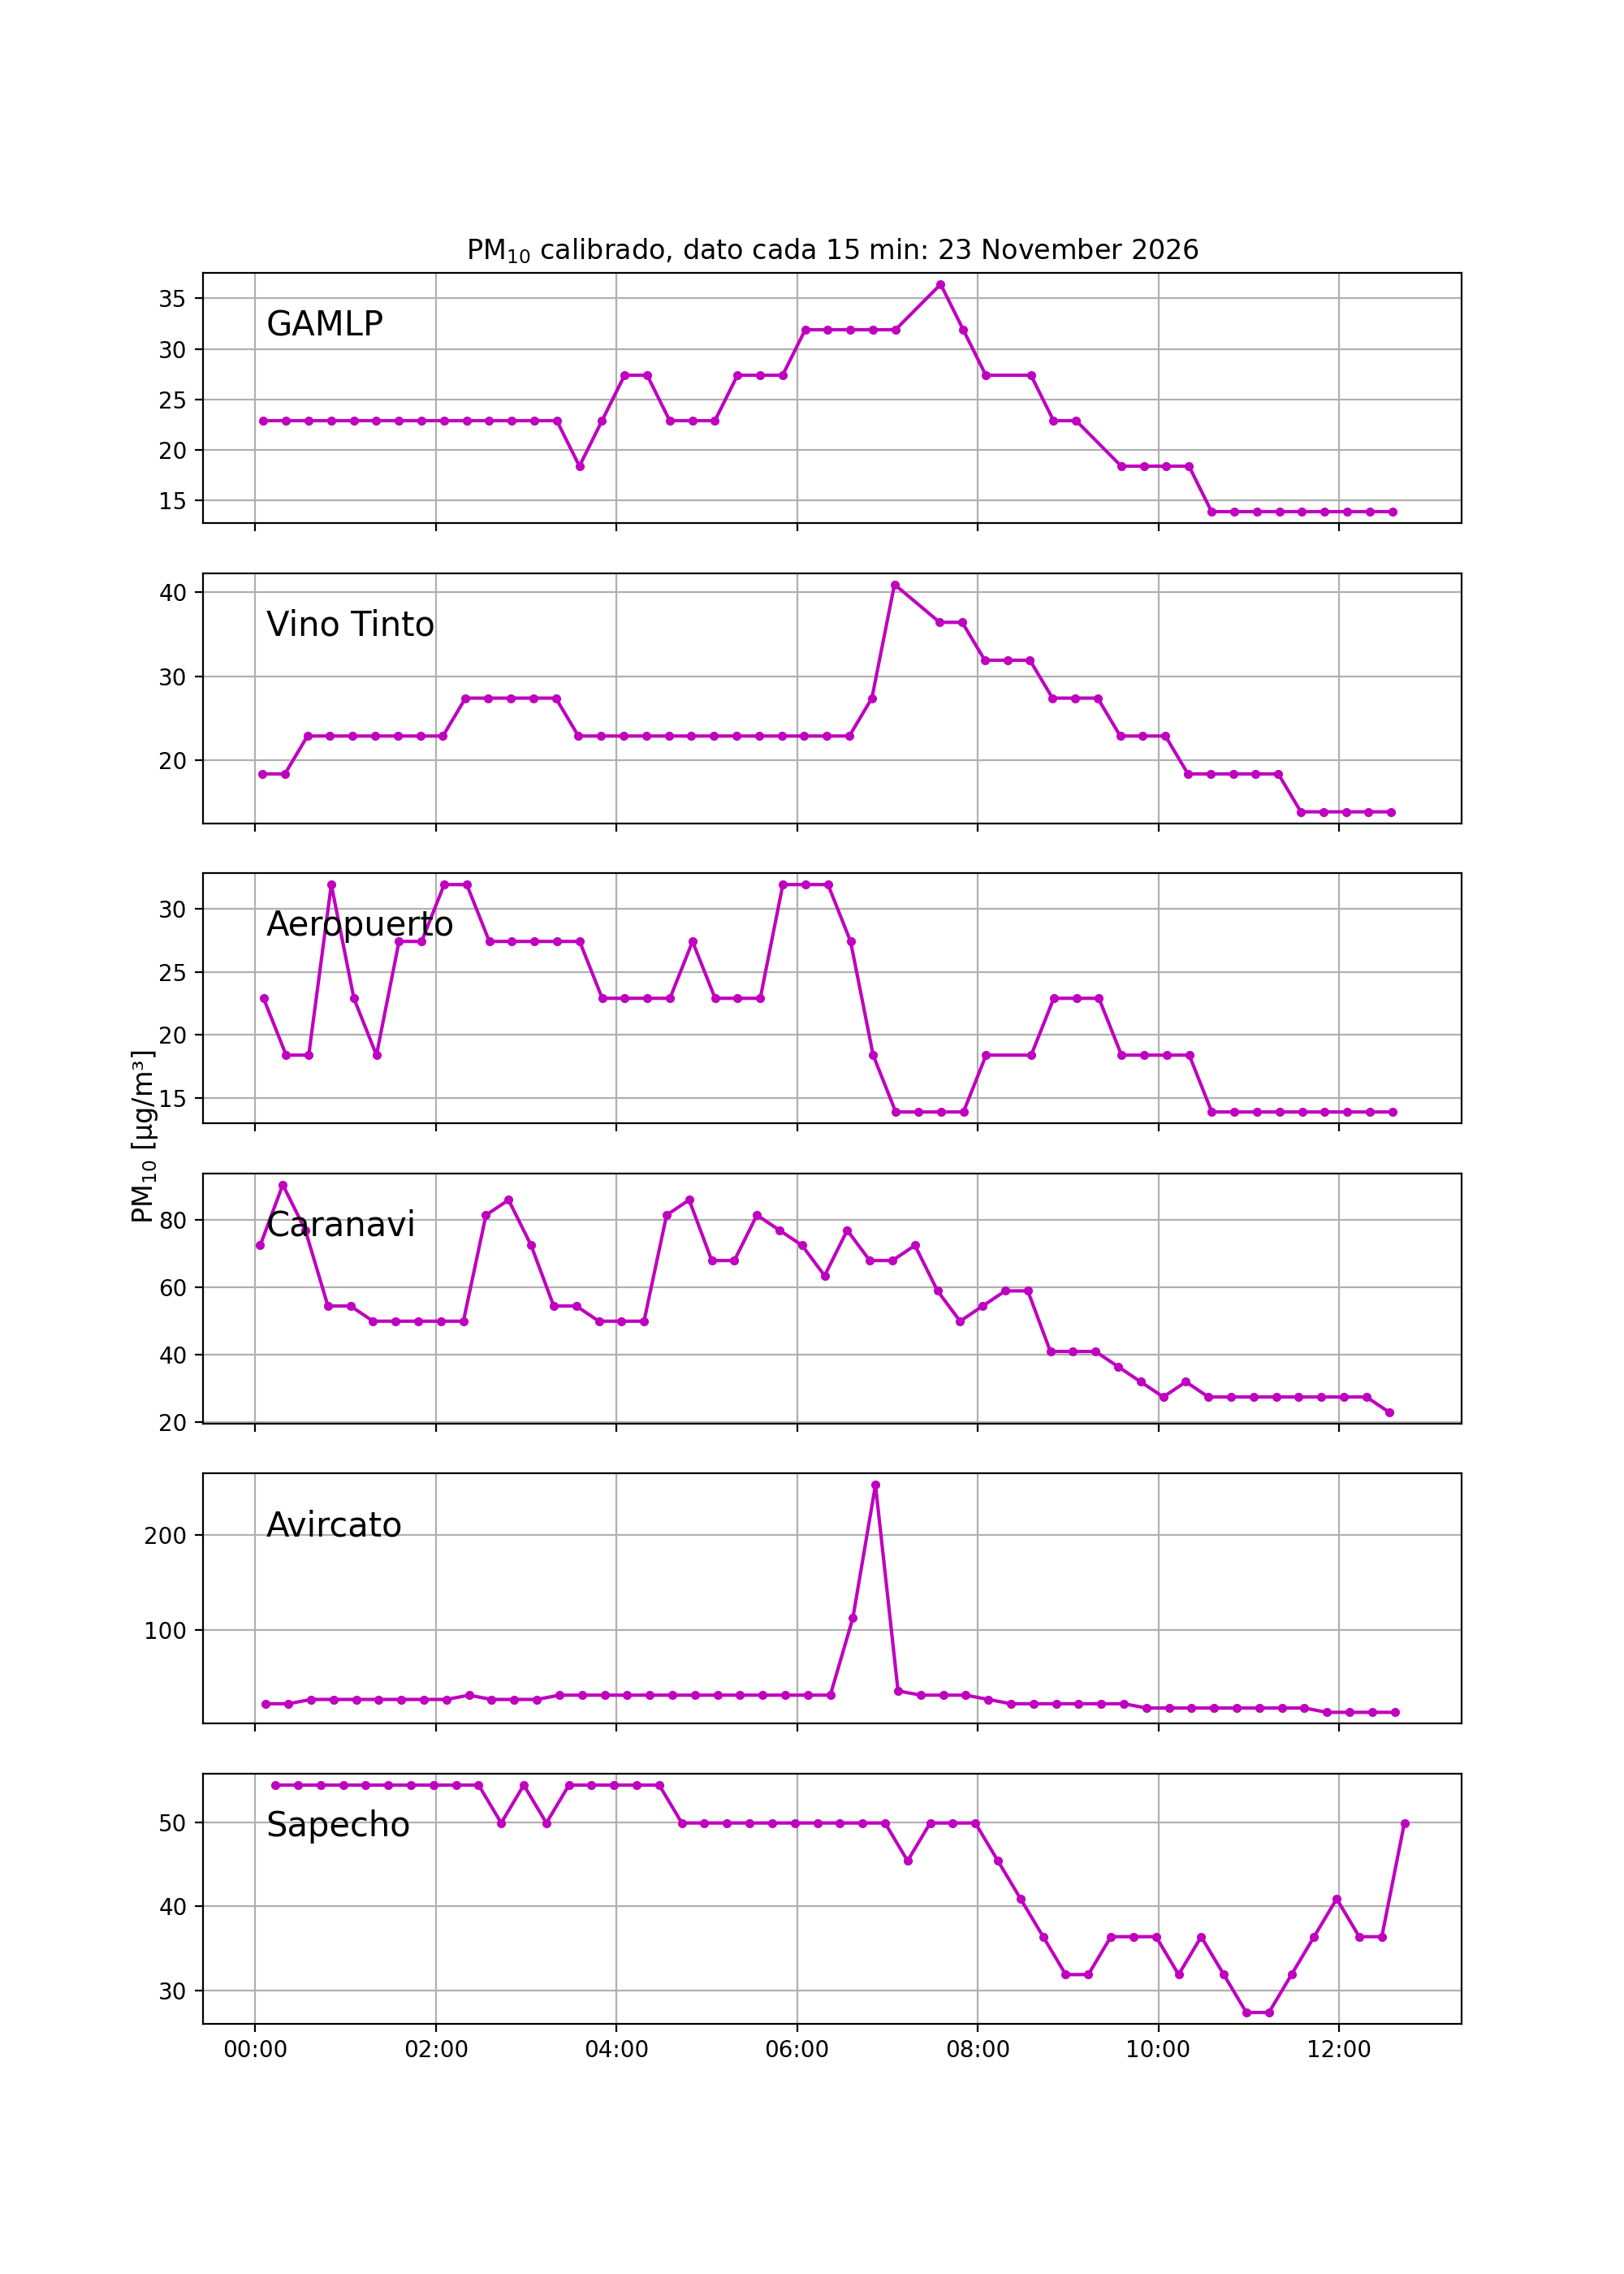 PM₁₀ calibrado, dato cada 15 min: 23 November 2026
35
GAMLP
30
25
20
15
40
Vino Tinto
30
20
30
Aeropuerto
25
20
15
PM₁₀ [µg/m³]
80
Caranavi
60
40
20
200
Avircato
100
50
Sapecho
40
30
00:00 02:00 04:00 06:00 08:00 10:00 12:00